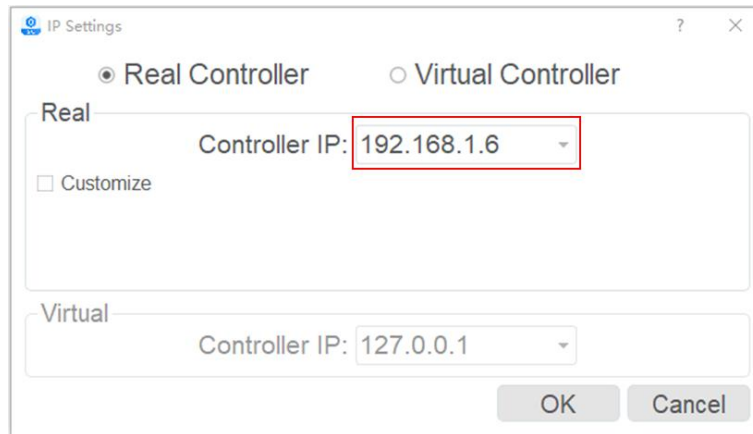 IP Settings ? ×
Real Controller Virtual Controller
Real
Controller IP: 192.168.1.6
Customize
Virtual
Controller IP: 127.0.0.1
OK Cancel